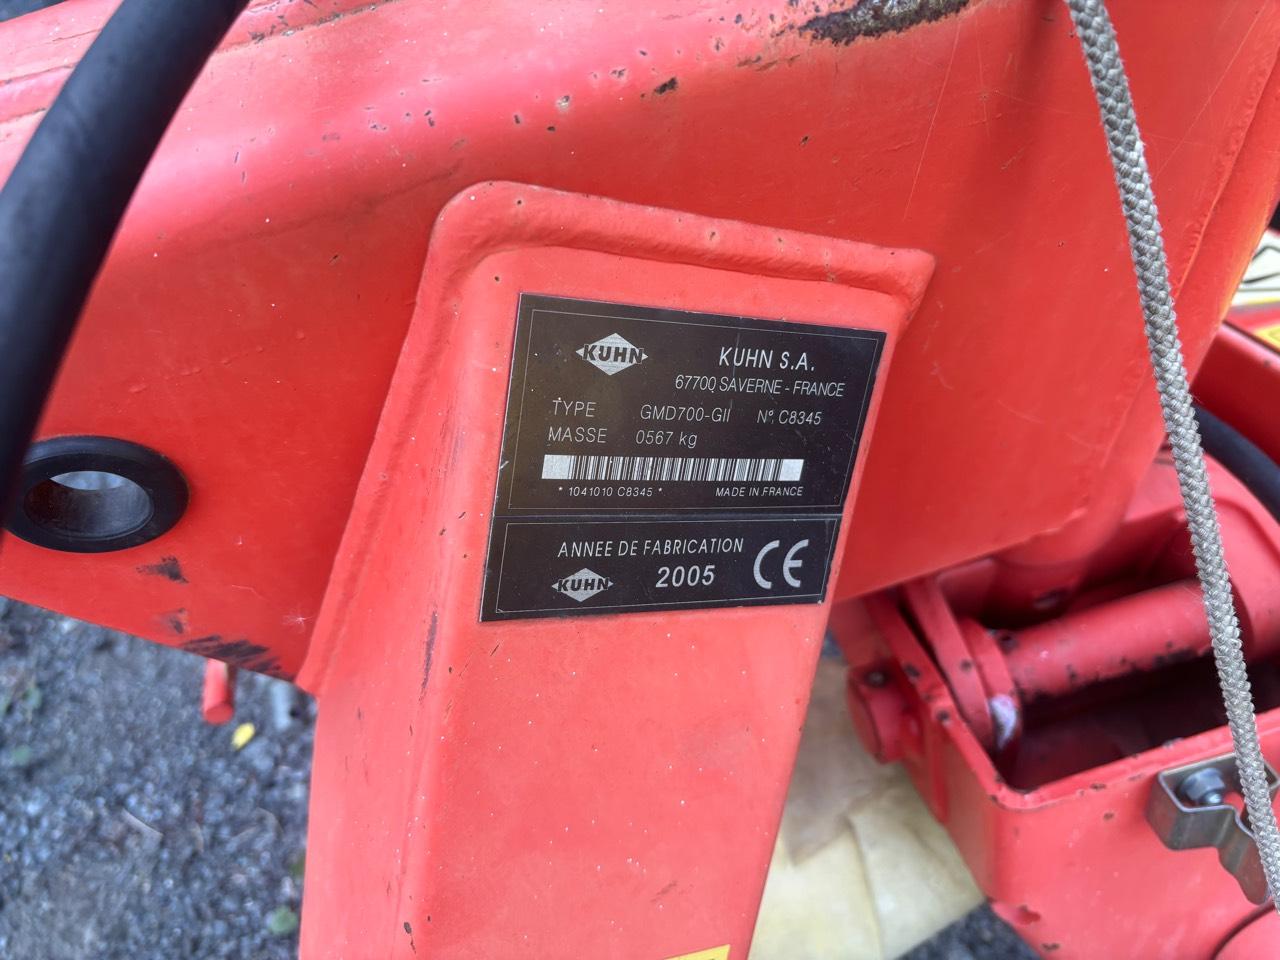 KUHN
KUHN S.A.
67700 SAVERNE - FRANCE
TYPE GMD700-GII N° C8345
MASSE 0567 kg
* 1041010 C8345 * MADE IN FRANCE
ANNEE DE FABRICATION
KUHN 2005 CE